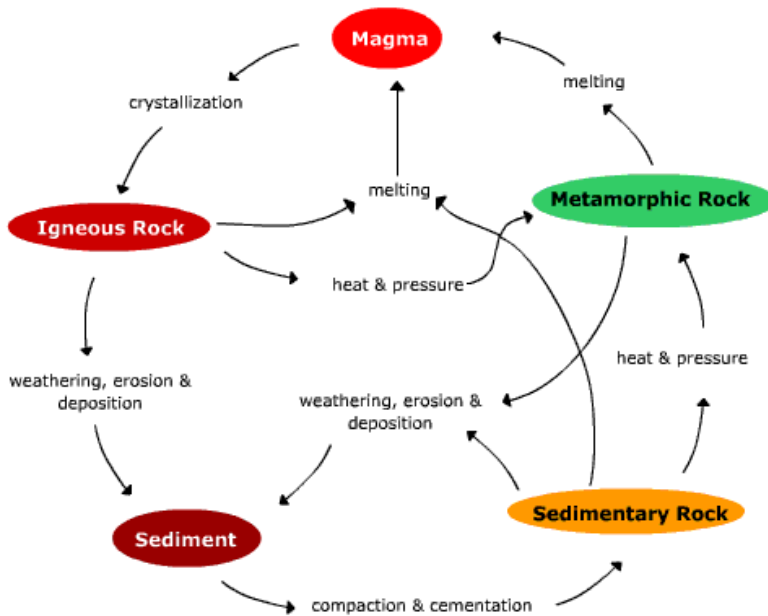 Magma
melting
crystallization
melting
Metamorphic Rock
Igneous Rock
heat & pressure
heat & pressure
weathering, erosion &
deposition
weathering, erosion &
deposition
Sedimentary Rock
Sediment
compaction & cementation